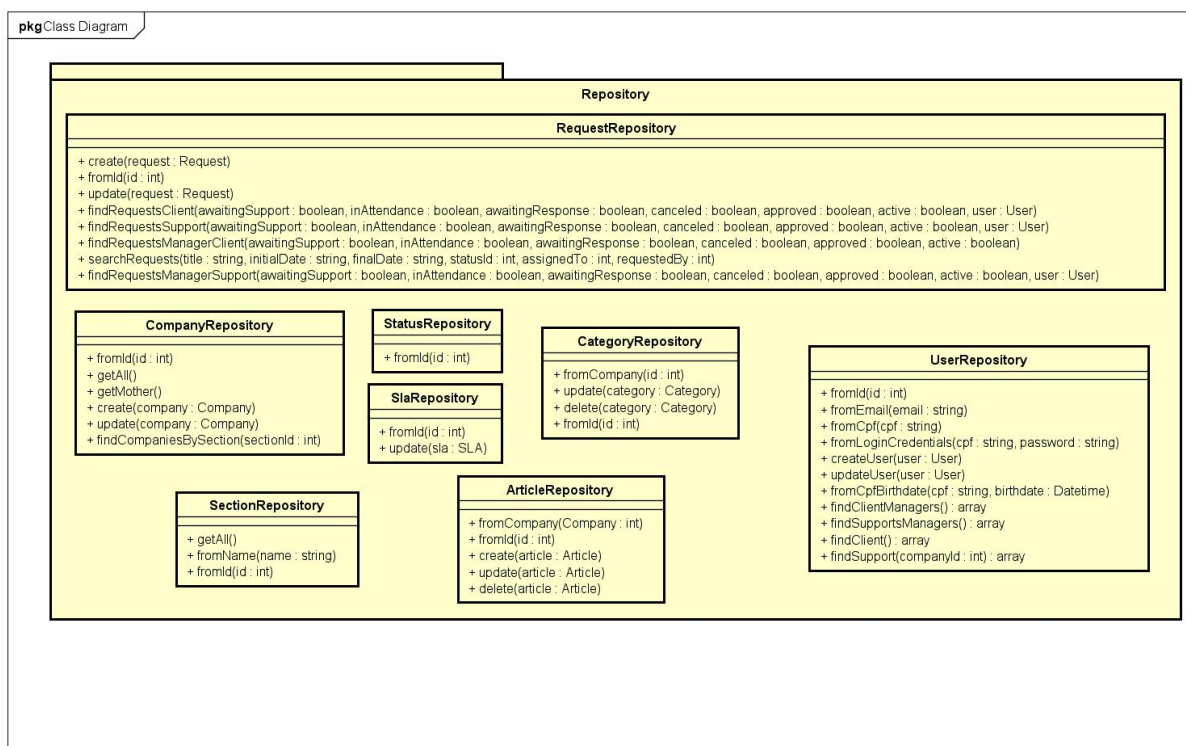 pkg Class Diagram
Repository
RequestRepository
+ create(request : Request)
+ fromId(id : int)
+ update(request : Request)
+ findRequestsClient(awaitingSupport : boolean, inAttendance : boolean, awaitingResponse : boolean, canceled : boolean, approved : boolean, active : boolean, user : User)
+ findRequestsSupport(awaitingSupport : boolean, inAttendance : boolean, awaitingResponse : boolean, canceled : boolean, approved : boolean, active : boolean, user : User)
+ findRequestsManagerClient(awaitingSupport : boolean, inAttendance : boolean, awaitingResponse : boolean, canceled : boolean, approved : boolean, active : boolean)
+ searchRequests(title : string, initialDate : string, finalDate : string, statusId : int, assignedTo : int, requestedBy : int)
+ findRequestsManagerSupport(awaitingSupport : boolean, inAttendance : boolean, awaitingResponse : boolean, canceled : boolean, approved : boolean, active : boolean, user : User)
CompanyRepository
+ fromId(id : int)
+ getAll()
+ getMother()
+ create(company : Company)
+ update(company : Company)
+ findCompaniesBySection(sectionId : int)
StatusRepository
+ fromId(id : int)
SlaRepository
+ fromId(id : int)
+ update(sla : SLA)
CategoryRepository
+ fromCompany(id : int)
+ update(category : Category)
+ delete(category : Category)
+ fromId(id : int)
UserRepository
+ fromId(id : int)
+ fromEmail(email : string)
+ fromCpf(cpf : string)
+ fromLoginCredentials(cpf : string, password : string)
+ createUser(user : User)
+ updateUser(user : User)
+ fromCpfBirthdate(cpf : string, birthdate : Datetime)
+ findClientManagers() : array
+ findSupportsManagers() : array
+ findClient() : array
+ findSupport(companyId : int) : array
SectionRepository
+ getAll()
+ fromName(name : string)
+ fromId(id : int)
ArticleRepository
+ fromCompany(Company : int)
+ fromId(id : int)
+ create(article : Article)
+ update(article : Article)
+ delete(article : Article)